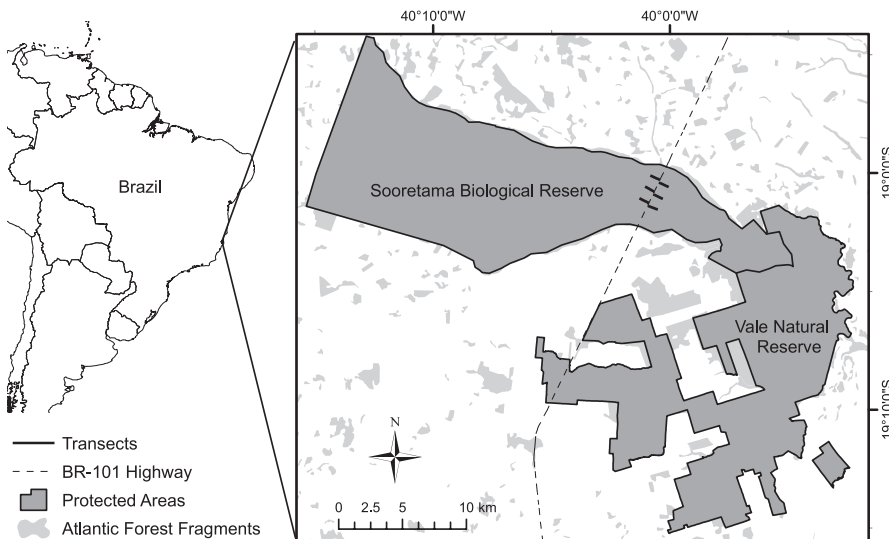 40°10'0"W
40°0'0"W
Brazil
Sooretama Biological Reserve
19°0'0"S
Vale Natural
Reserve
19°10'0"S
N
Transects
BR-101 Highway
Protected Areas
Atlantic Forest Fragments
0 2.5 5 10 km